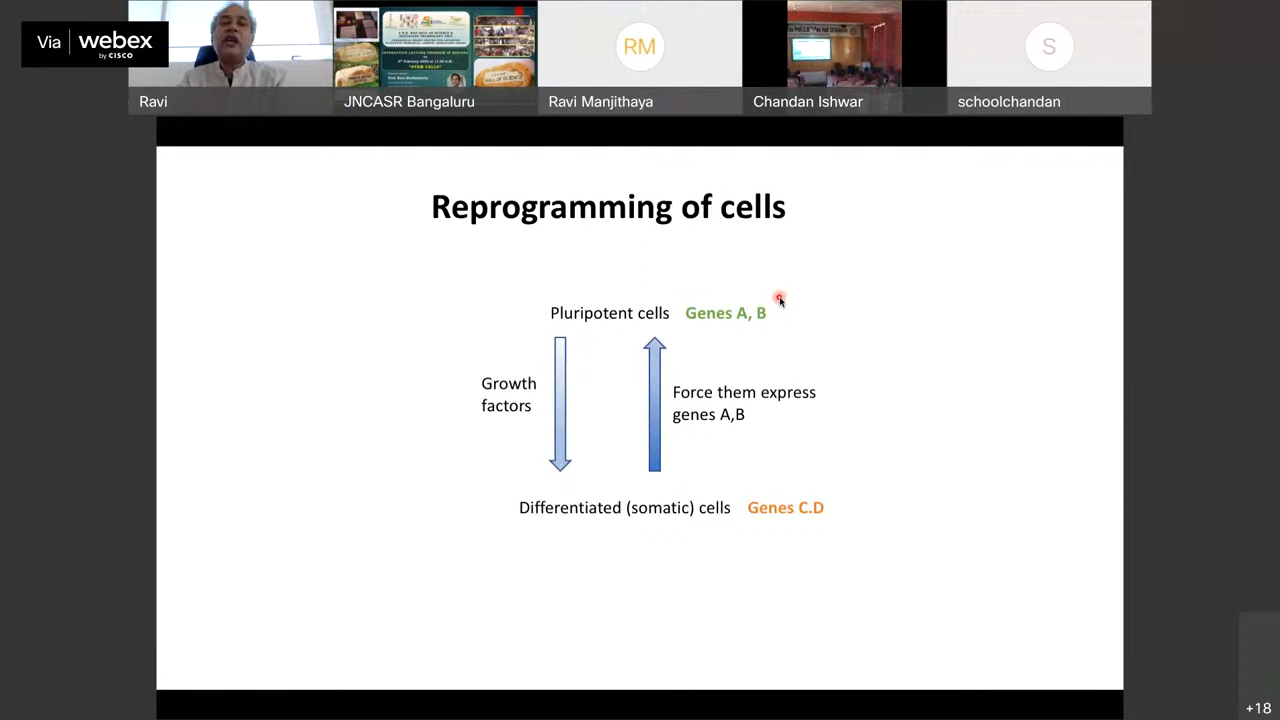 Via
webex
by CISCO
Ravi
JNCASR Bangaluru
RM
Ravi Manjithaya
Chandan Ishwar
S
schoolchandan
Reprogramming of cells
Pluripotent cells Genes A, B
Growth
factors
Force them express
genes A,B
Differentiated (somatic) cells Genes C.D
+18